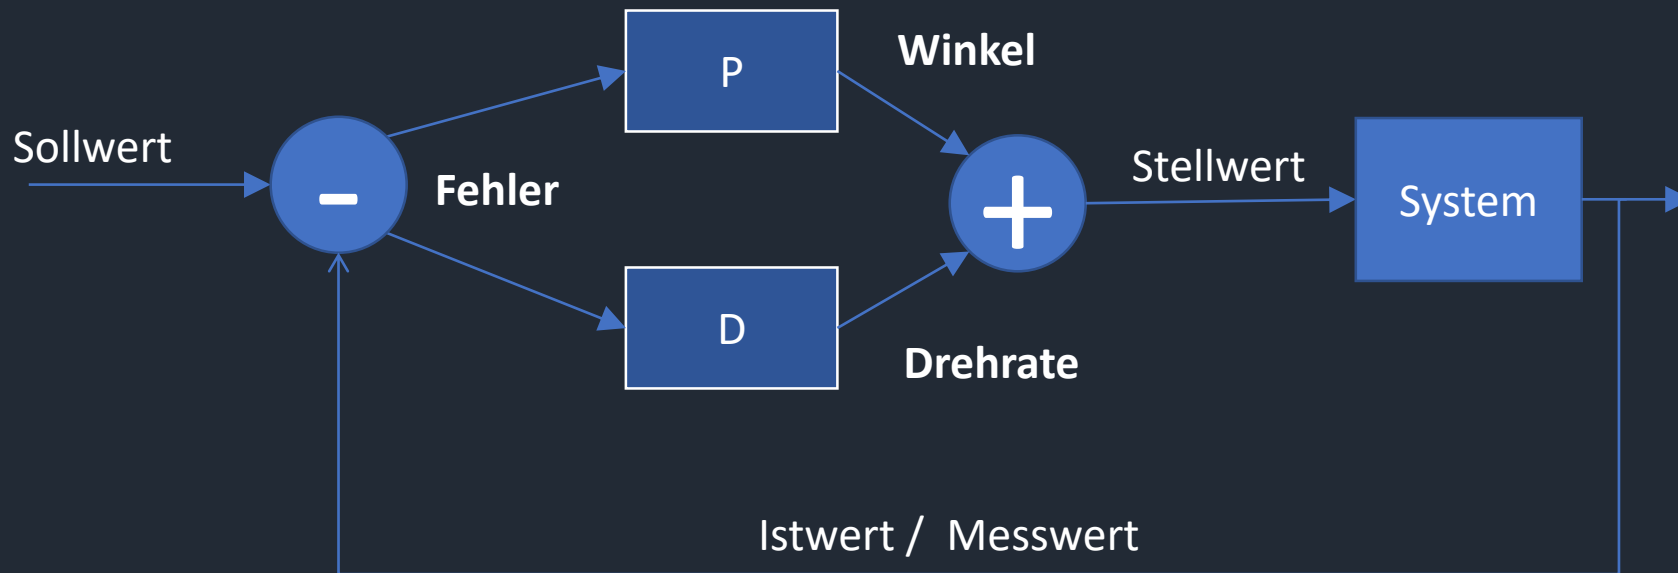 P
Winkel
Sollwert
-
Fehler
+
Stellwert
System
D
Drehrate
Istwert / Messwert